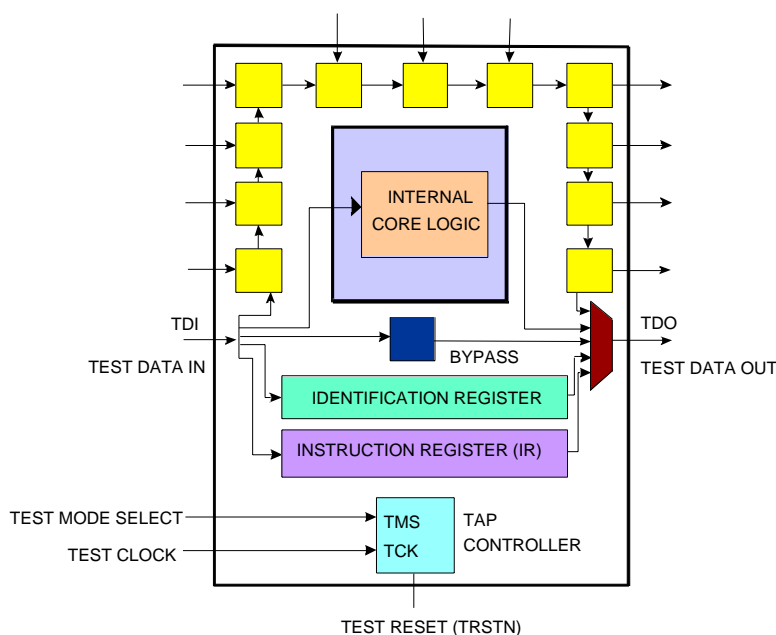 INTERNAL
CORE LOGIC
TDI
TDO
TEST DATA IN
BYPASS
TEST DATA OUT
IDENTIFICATION REGISTER
INSTRUCTION REGISTER (IR)
TEST MODE SELECT
TMS
TAP
CONTROLLER
TEST CLOCK
TCK
TEST RESET (TRSTN)